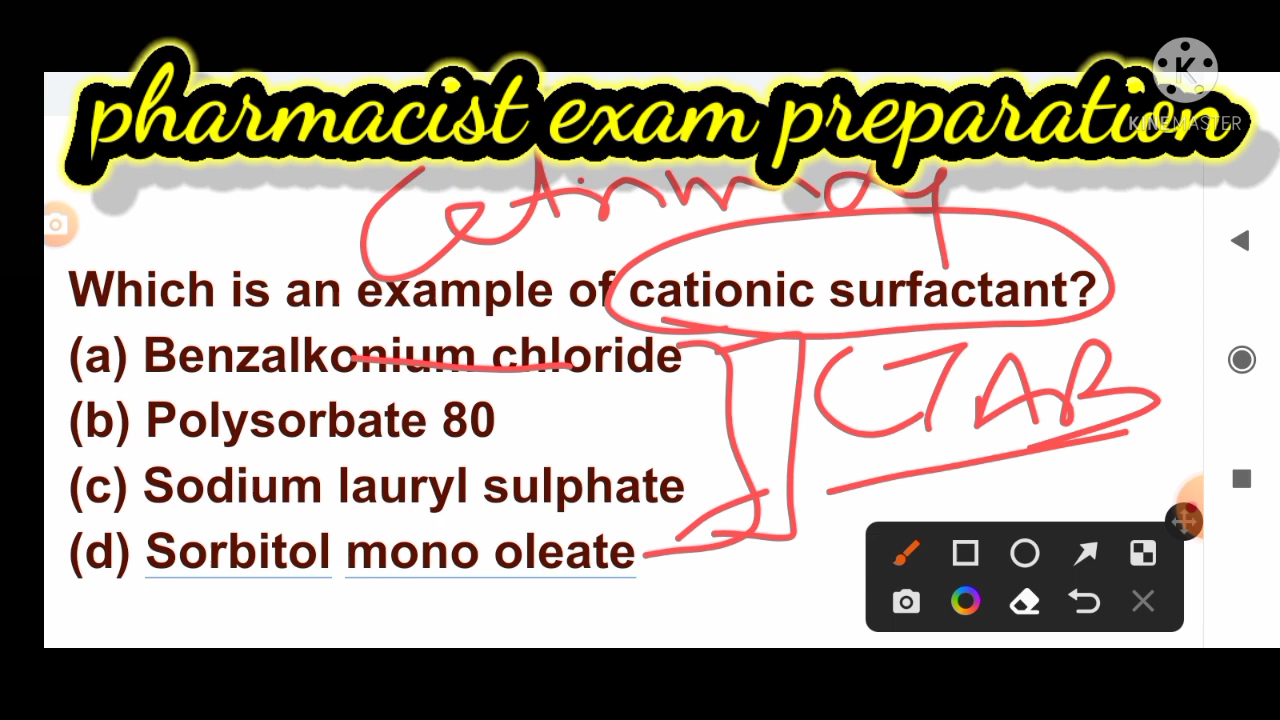 pharmacist exam preparation
KINEMASTER
Which is an example of cationic surfactant?
(a) Benzalkonium chloride
CTAB
(b) Polysorbate 80
(c) Sodium lauryl sulphate
(d) Sorbitol mono oleate